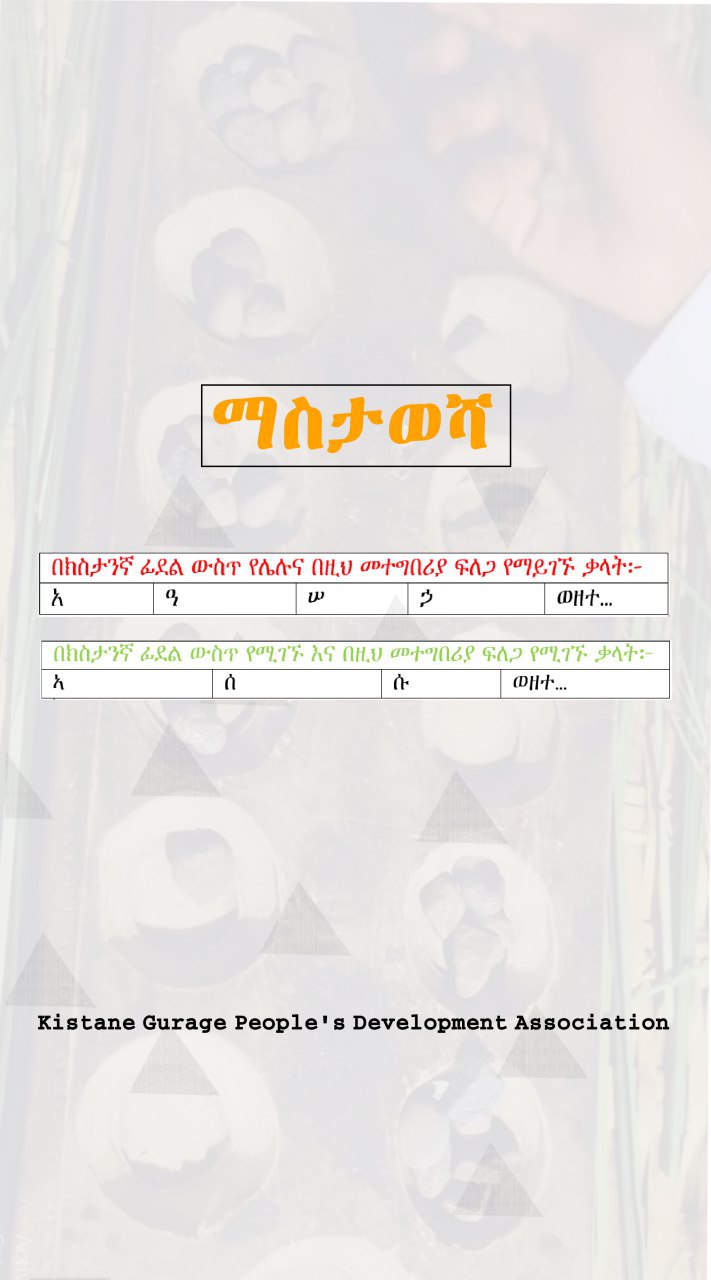 ማስታወሻ
በክስታንኛ ፊደል ውስጥ የሌሉና በዚህ መተግበሪያ ፍለጋ የማይገኙ ቃላት፡-
አ ዓ ሠ ኃ ወዘተ...
በክስታንኛ ፊደል ውስጥ የሚገኙ እና በዚህ መተግበሪያ ፍለጋ የሚገኙ ቃላት፡-
ኣ ሰ ሱ ወዘተ...
Kistane Gurage People's Development Association